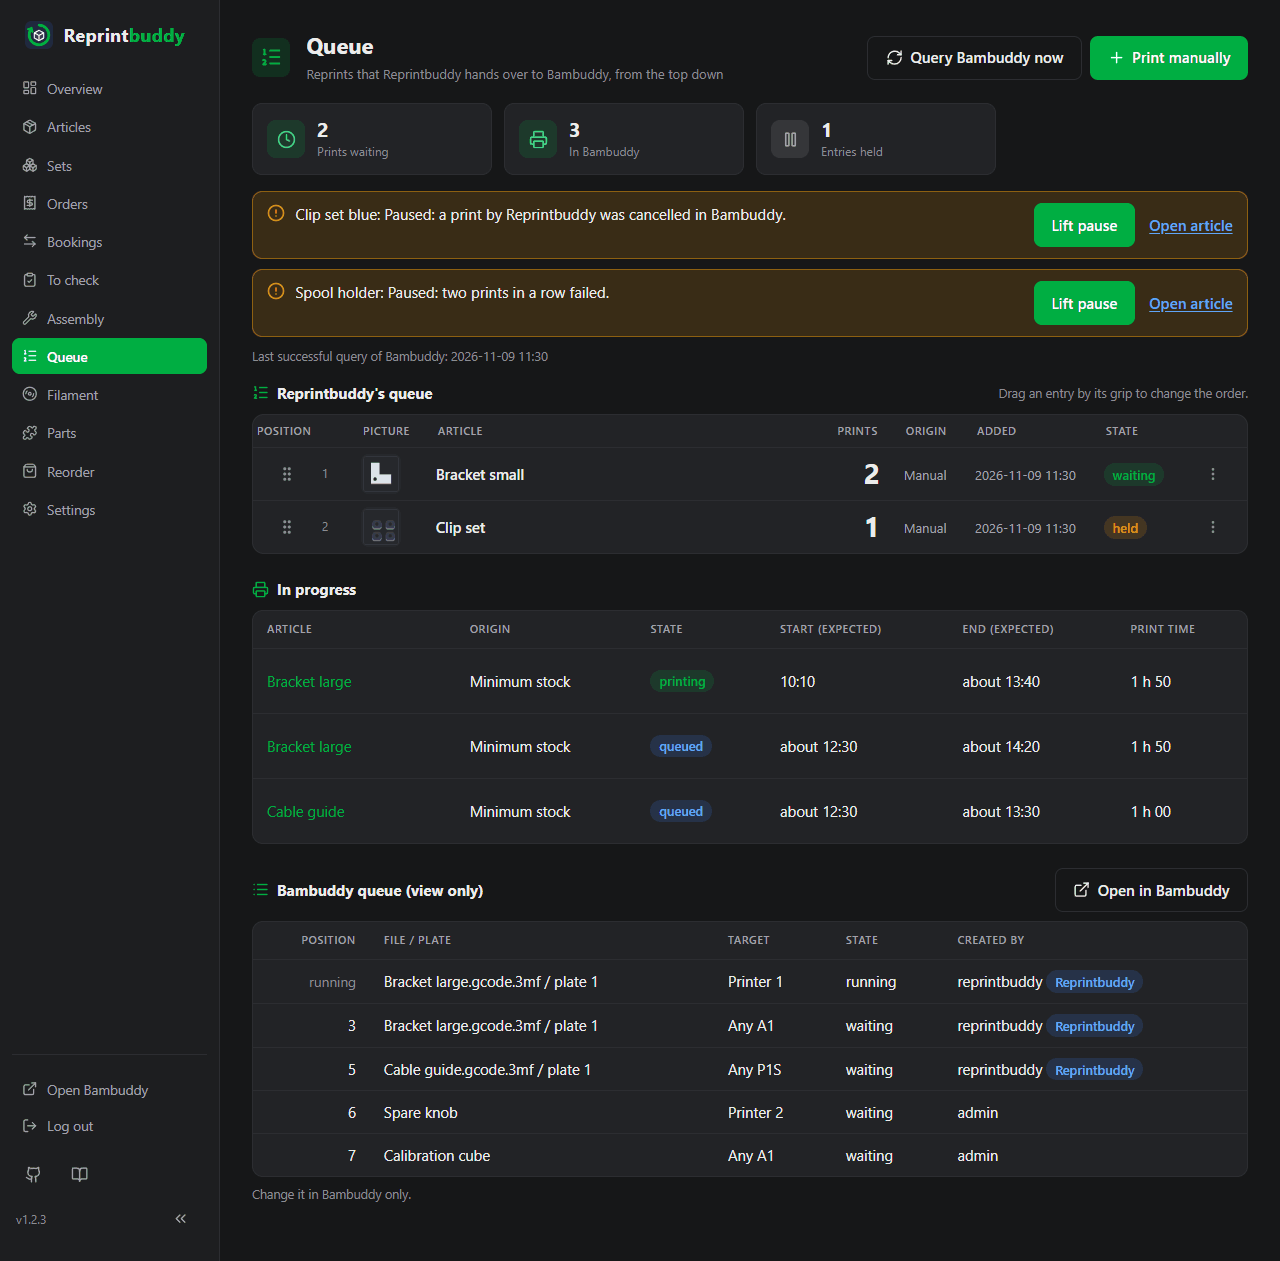 Reprintbuddy
Overview
Articles
Sets
Orders
Bookings
To check
Assembly
Queue
Filament
Parts
Reorder
Settings
Open Bambuddy
Log out
v1.2.3
Queue
Reprints that Reprintbuddy hands over to Bambuddy, from the top down
Query Bambuddy now
Print manually
2
Prints waiting
3
In Bambuddy
1
Entries held
Clip set blue: Paused: a print by Reprintbuddy was cancelled in Bambuddy.
Lift pause
Open article
Spool holder: Paused: two prints in a row failed.
Lift pause
Open article
Last successful query of Bambuddy: 2026-11-09 11:30
Reprintbuddy's queue
Drag an entry by its grip to change the order.
POSITION PICTURE ARTICLE PRINTS ORIGIN ADDED STATE
1 Bracket small 2 Manual 2026-11-09 11:30 waiting
2 Clip set 1 Manual 2026-11-09 11:30 held
In progress
ARTICLE ORIGIN STATE START (EXPECTED) END (EXPECTED) PRINT TIME
Bracket large Minimum stock printing 10:10 about 13:40 1 h 50
Bracket large Minimum stock queued about 12:30 about 14:20 1 h 50
Cable guide Minimum stock queued about 12:30 about 13:30 1 h 00
Bambuddy queue (view only)
Open in Bambuddy
POSITION FILE / PLATE TARGET STATE CREATED BY
running Bracket large.gcode.3mf / plate 1 Printer 1 running reprintbuddy Reprintbuddy
3 Bracket large.gcode.3mf / plate 1 Any A1 waiting reprintbuddy Reprintbuddy
5 Cable guide.gcode.3mf / plate 1 Any P1S waiting reprintbuddy Reprintbuddy
6 Spare knob Printer 2 waiting admin
7 Calibration cube Any A1 waiting admin
Change it in Bambuddy only.